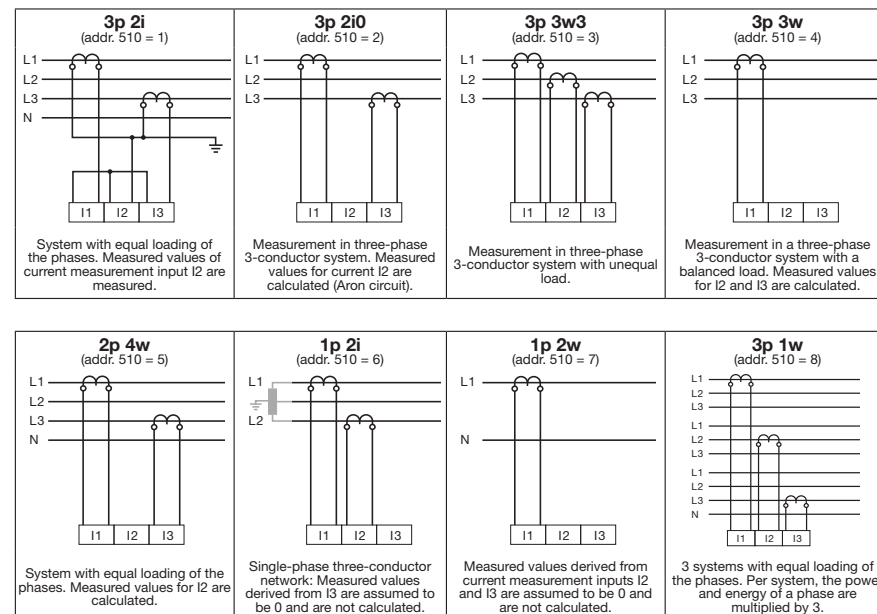 3p 2i
(addr. 510 = 1)
L1
L2
L3
N
I1 I2 I3
System with equal loading of
the phases. Measured values of
current measurement input I2 are
measured.
3p 2i0
(addr. 510 = 2)
L1
L2
L3
I1 I2 I3
Measurement in three-phase
3-conductor system. Measured
values for current I2 are
calculated (Aron circuit).
3p 3w3
(addr. 510 = 3)
L1
L2
L3
I1 I2 I3
Measurement in three-phase
3-conductor system with unequal
load.
3p 3w
(addr. 510 = 4)
L1
L2
L3
I1 I2 I3
Measurement in a three-phase
3-conductor system with a
balanced load. Measured values
for I2 and I3 are calculated.
2p 4w
(addr. 510 = 5)
L1
L2
L3
N
I1 I2 I3
System with equal loading of the
phases. Measured values for I2 are
calculated.
1p 2i
(addr. 510 = 6)
L1
L2
I1 I2 I3
Single-phase three-conductor
network: Measured values
derived from I3 are assumed to
be 0 and are not calculated.
1p 2w
(addr. 510 = 7)
L1
N
I1 I2 I3
Measured values derived from
current measurement inputs I2
and I3 are assumed to be 0 and
are not calculated.
3p 1w
(addr. 510 = 8)
L1
L2
L3
L1
L2
L3
L1
L2
L3
N
I1 I2 I3
3 systems with equal loading of
the phases. Per system, the power
and energy of a phase are
multiplied by 3.